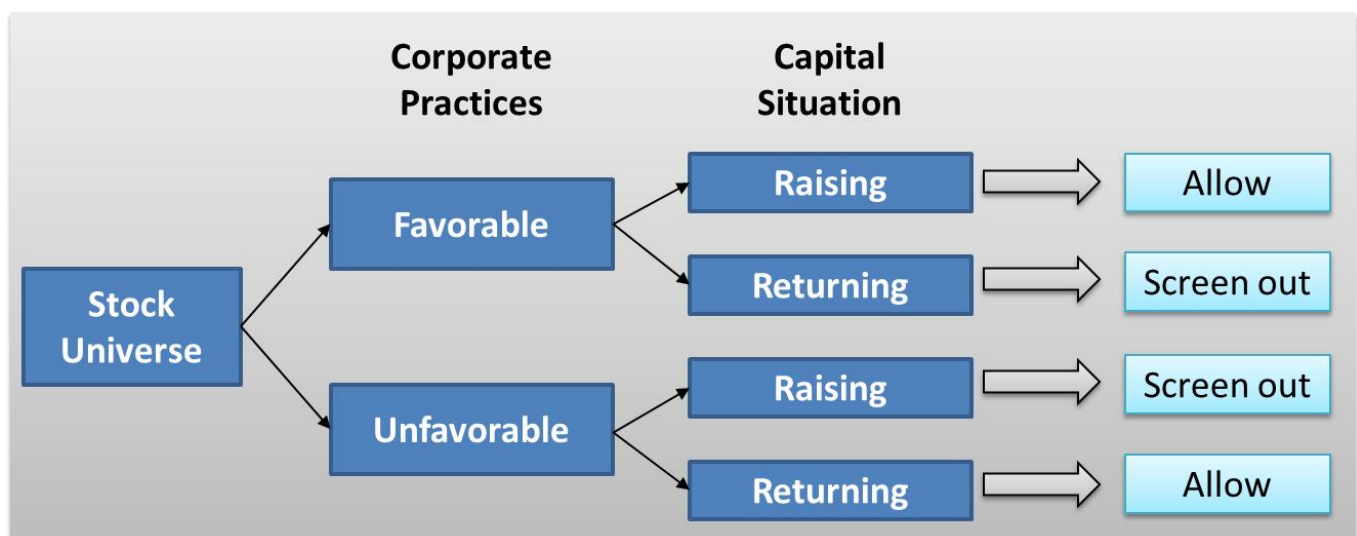 Corporate
Practices
Capital
Situation
Stock
Universe
Favorable
Unfavorable
Raising
Returning
Raising
Returning
Allow
Screen out
Screen out
Allow